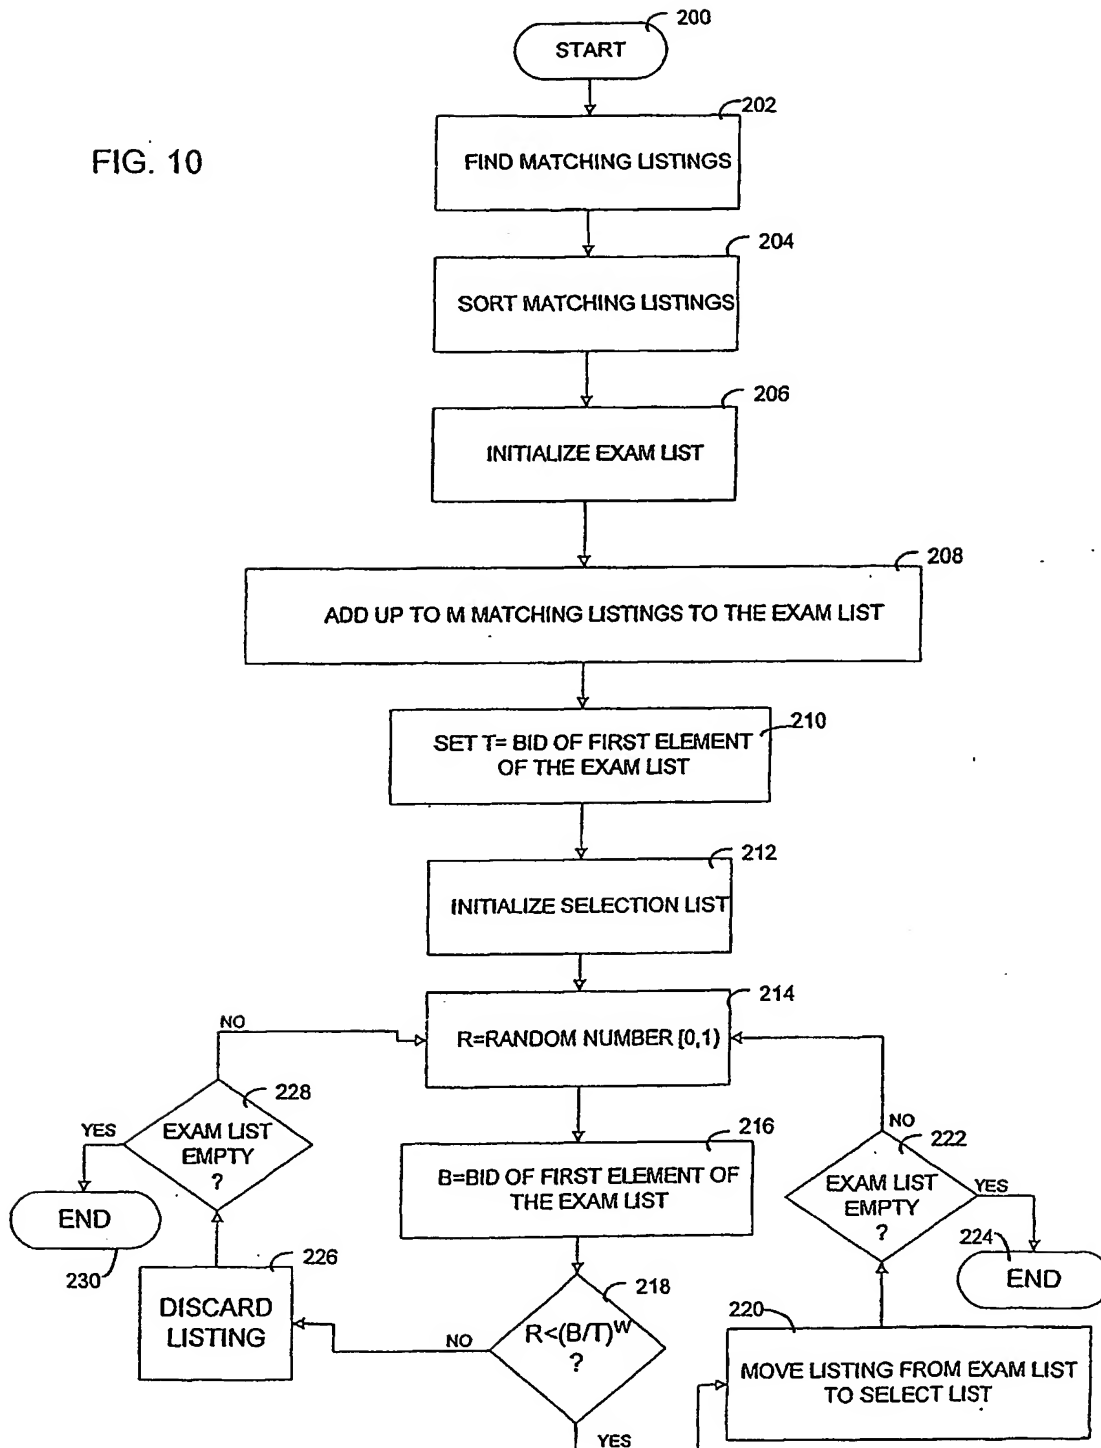 FIG. 10
200
START
202
FIND MATCHING LISTINGS
204
SORT MATCHING LISTINGS
206
INITIALIZE EXAM LIST
208
ADD UP TO M MATCHING LISTINGS TO THE EXAM LIST
210
SET T= BID OF FIRST ELEMENT
OF THE EXAM LIST
212
INITIALIZE SELECTION LIST
214
R=RANDOM NUMBER [0,1)
NO
228
EXAM LIST
EMPTY
?
YES
END
230
216
B=BID OF FIRST ELEMENT OF
THE EXAM LIST
NO
222
EXAM LIST
EMPTY
?
YES
224
END
226
DISCARD
LISTING
NO
218
R<(B/T)^W
?
YES
220
MOVE LISTING FROM EXAM LIST
TO SELECT LIST